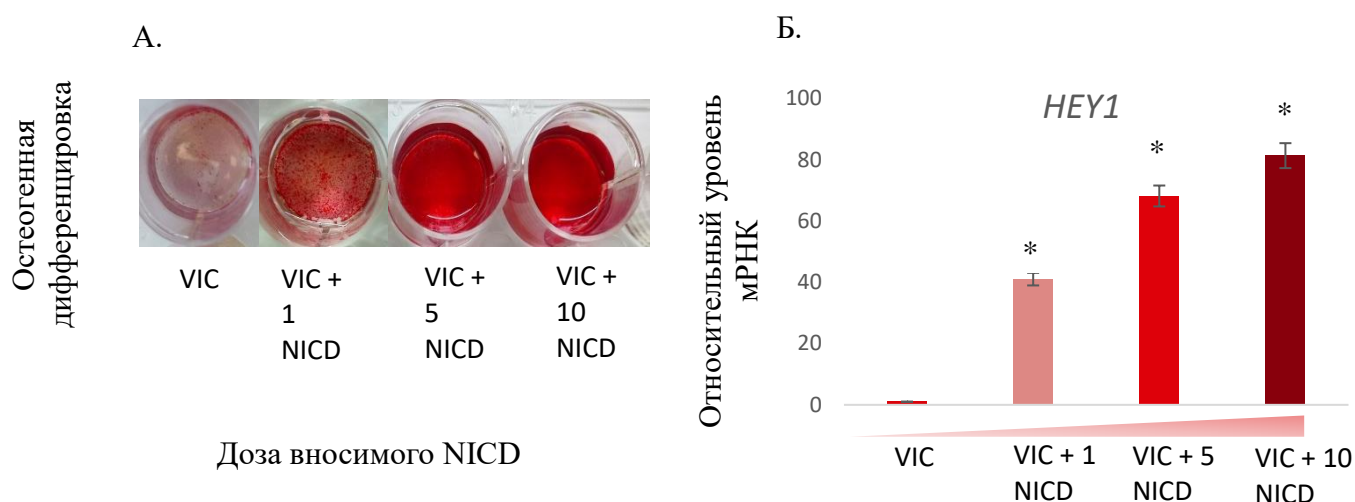 А.
Остеогенная
дифференцировка
VIC
VIC +
1
NICD
VIC +
5
NICD
VIC +
10
NICD
Доза вносимого NICD
Б.
Относительный уровень
мРНК
HEY1
100
80
60
40
20
0
*
*
*
VIC
VIC + 1
NICD
VIC + 5
NICD
VIC + 10
NICD